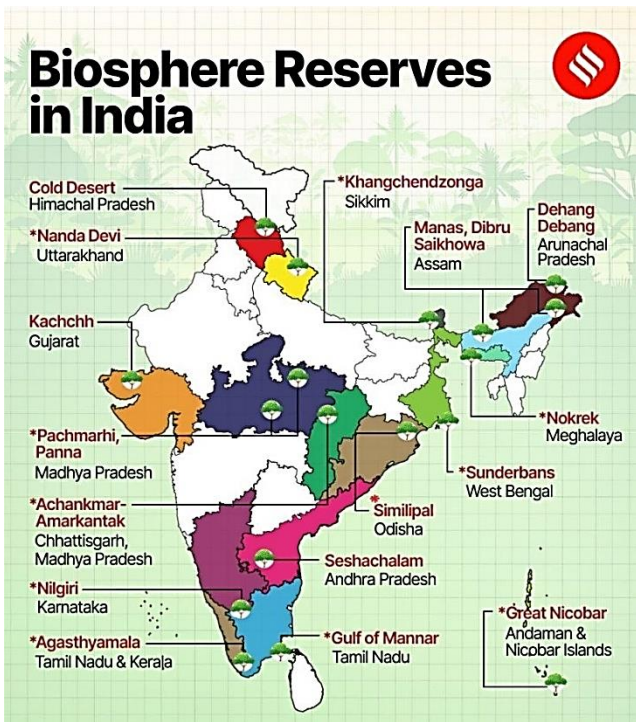 Biosphere Reserves
in India
Cold Desert
Himachal Pradesh
*Nanda Devi
Uttarakhand
Kachchh
Gujarat
*Pachmarhi,
Panna
Madhya Pradesh
*Achankmar-
Amarkantak
Chhattisgarh,
Madhya Pradesh
*Nilgiri
Karnataka
*Agasthyamala
Tamil Nadu & Kerala
*Khangchendzonga
Sikkim
Manas, Dibru
Saikhowa
Assam
Dehang
Debang
Arunachal
Pradesh
*Nokrek
Meghalaya
*Sunderbans
West Bengal
*Similipal
Odisha
Seshachalam
Andhra Pradesh
*Gulf of Mannar
Tamil Nadu
*Great Nicobar
Andaman &
Nicobar Islands